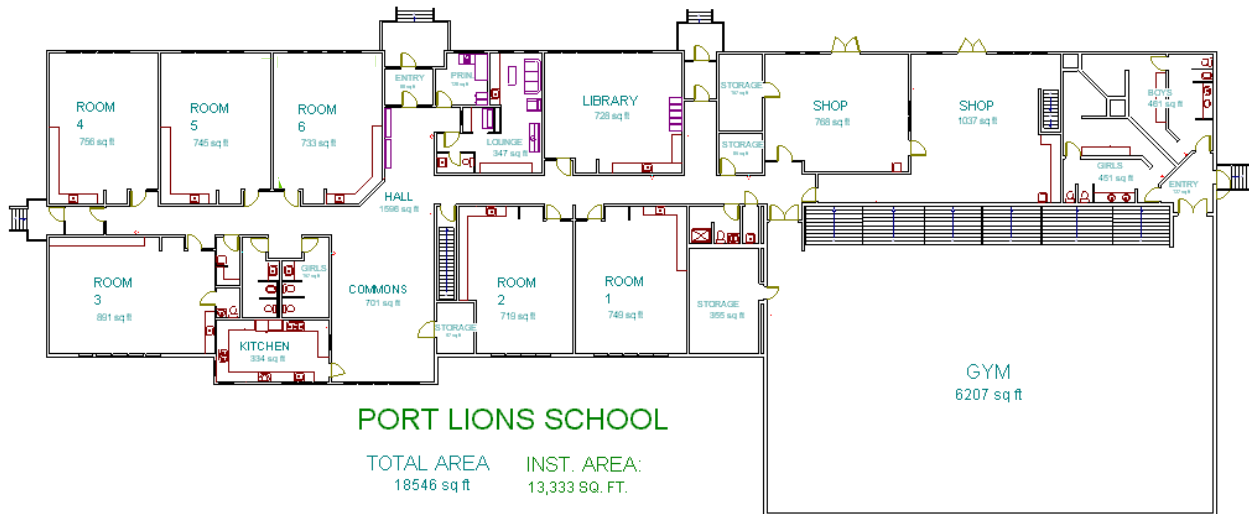 ROOM
4
756 sq ft
ROOM
5
745 sq ft
ROOM
6
733 sq ft
ENTRY
PRIN.
LOUNGE
347 sq ft
LIBRARY
728 sq ft
STORAGE
STORAGE
SHOP
768 sq ft
SHOP
1037 sq ft
BOYS
461 sq ft
GIRLS
451 sq ft
ENTRY
HALL
1596 sq ft
ROOM
3
891 sq ft
GIRLS
COMMONS
701 sq ft
KITCHEN
334 sq ft
STORAGE
ROOM
2
719 sq ft
ROOM
1
749 sq ft
STORAGE
355 sq ft
GYM
6207 sq ft
PORT LIONS SCHOOL
TOTAL AREA
18546 sq ft
INST. AREA:
13,333 SQ. FT.